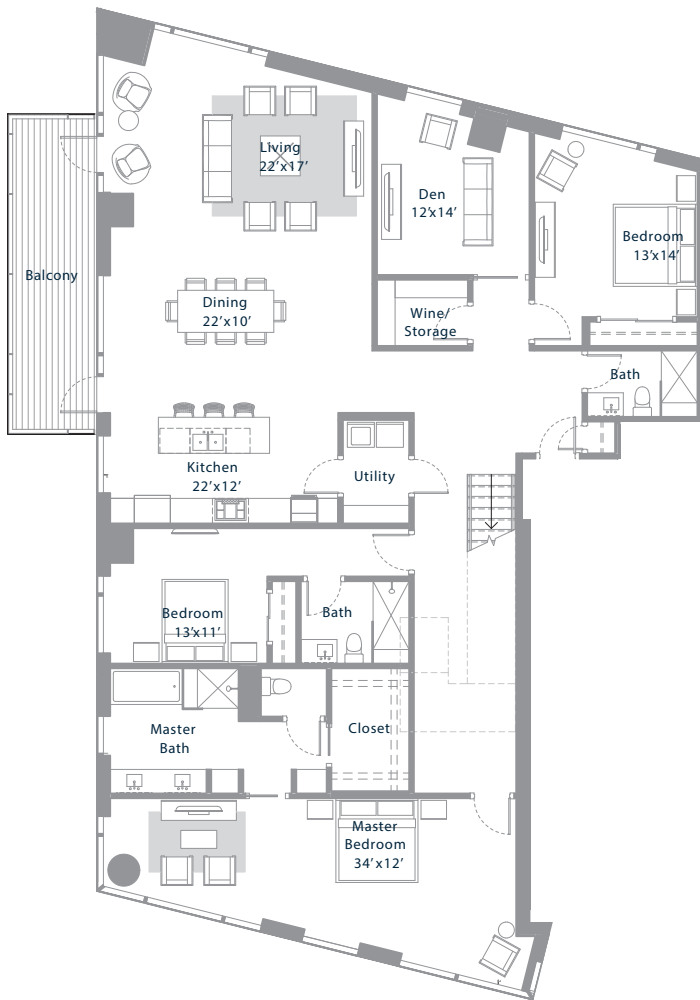 Living
22'x17'
Den
12'x14'
Bedroom
13'x14'
Balcony
Dining
22'x10'
Wine/
Storage
Bath
Kitchen
22'x12'
Utility
Bedroom
13'x11'
Bath
Master
Bath
Closet
Master
Bedroom
34'x12'